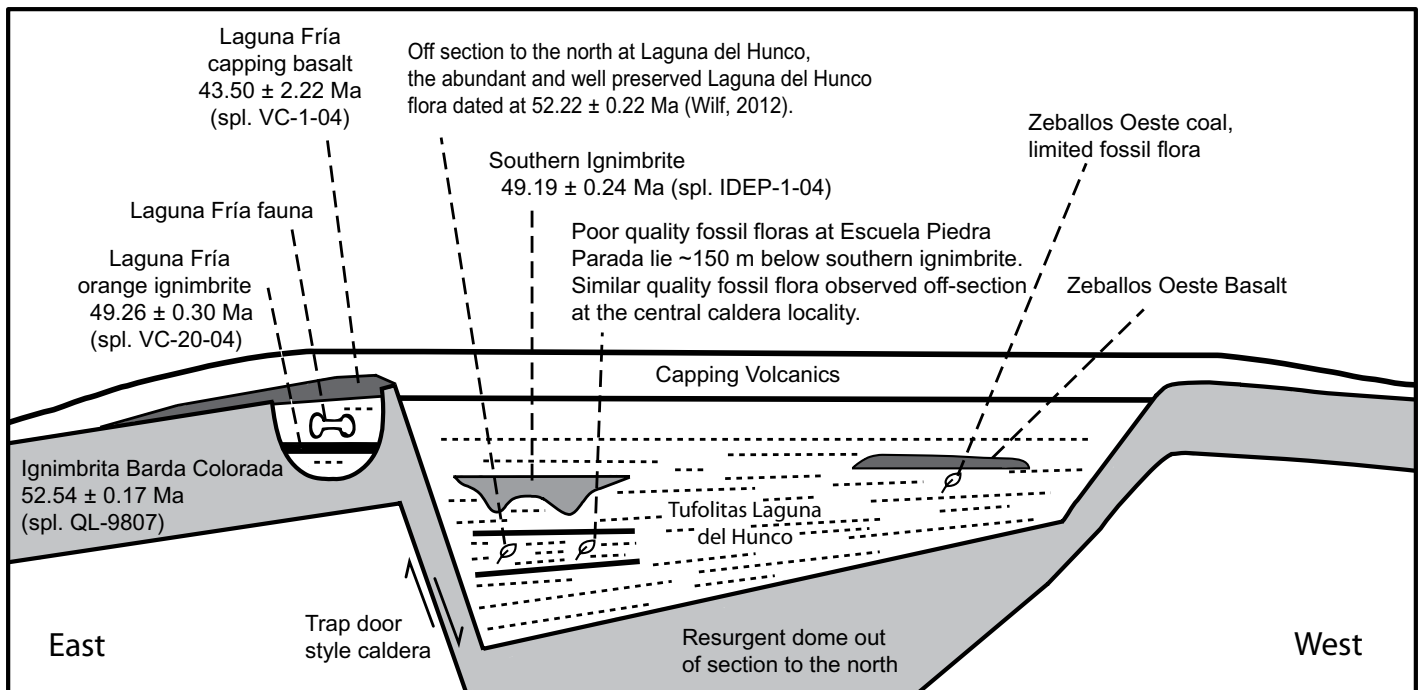 Laguna Fría
capping basalt
43.50 ± 2.22 Ma
(spl. VC-1-04)
Off section to the north at Laguna del Hunco,
the abundant and well preserved Laguna del Hunco
flora dated at 52.22 ± 0.22 Ma (Wilf, 2012).
Zeballos Oeste coal,
limited fossil flora
Southern Ignimbrite
49.19 ± 0.24 Ma (spl. IDEP-1-04)
Laguna Fría fauna
Poor quality fossil floras at Escuela Piedra
Parada lie ~150 m below southern ignimbrite.
Similar quality fossil flora observed off-section
at the central caldera locality.
Laguna Fría
orange ignimbrite
49.26 ± 0.30 Ma
(spl. VC-20-04)
Zeballos Oeste Basalt
Capping Volcanics
Ignimbrita Barda Colorada
52.54 ± 0.17 Ma
(spl. QL-9807)
Tufolitas Laguna
del Hunco
Trap door
style caldera
Resurgent dome out
of section to the north
East
West